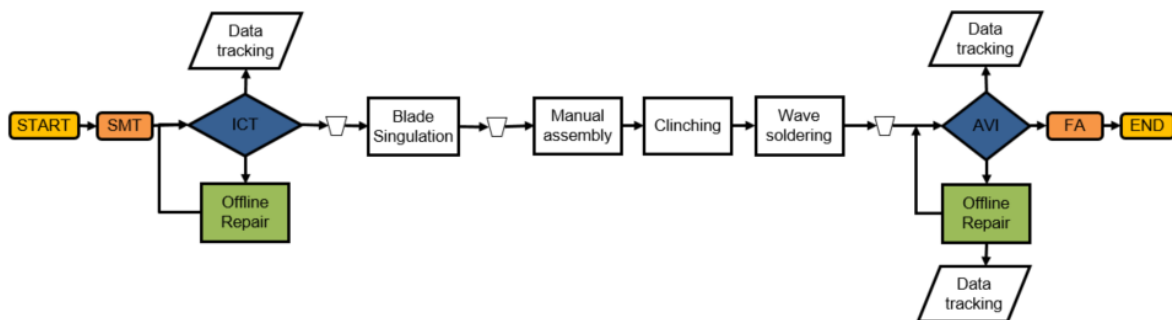 Data
tracking
Data
tracking
START
SMT
ICT
Blade
Singulation
Manual
assembly
Clinching
Wave
soldering
AVI
FA
END
Offline
Repair
Offline
Repair
Data
tracking